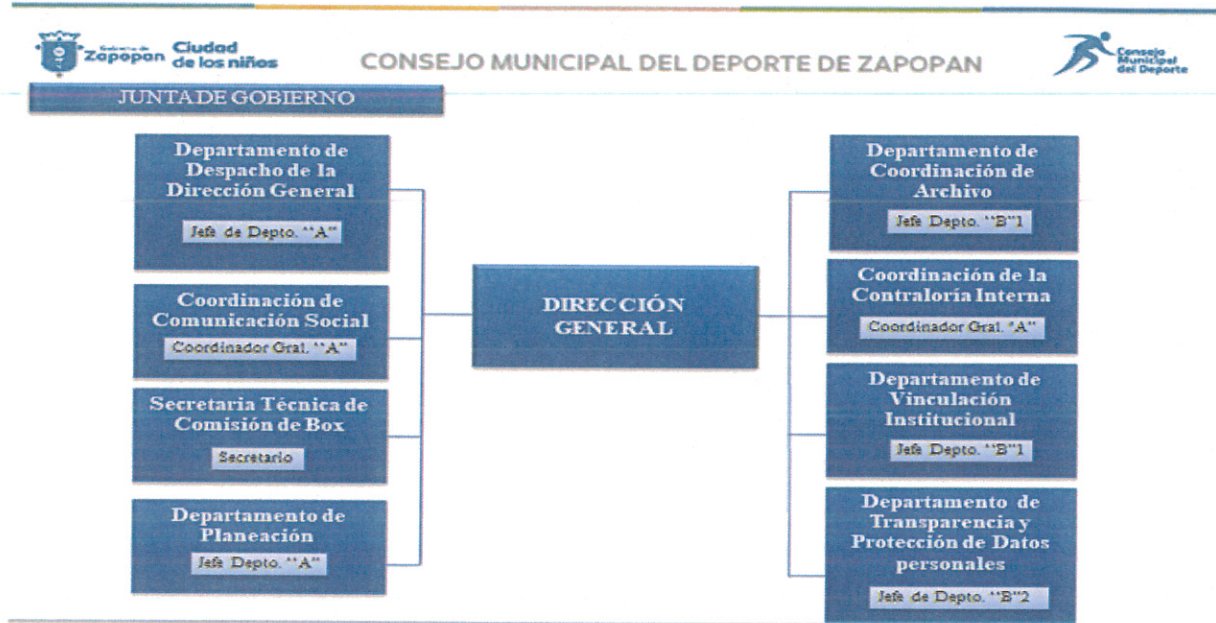 Gobierno de
Zapopan
Ciudad
de los niños
CONSEJO MUNICIPAL DEL DEPORTE DE ZAPOPAN
Consejo
Municipal
del Deporte
JUNTA DE GOBIERNO
Departamento de
Despacho de la
Dirección General
Jefe de Depto. "A"
Coordinación de
Comunicación Social
Coordinador Gral. "A"
Secretaria Técnica de
Comisión de Box
Secretario
Departamento de
Planeación
Jefe Depto. "A"
DIRECCIÓN
GENERAL
Departamento de
Coordinación de
Archivo
Jefe Depto. "B"1
Coordinación de la
Contraloría Interna
Coordinador Gral. "A"
Departamento de
Vinculación
Institucional
Jefe Depto. "B"1
Departamento de
Transparencia y
Protección de Datos
personales
Jefe de Depto. "B"2